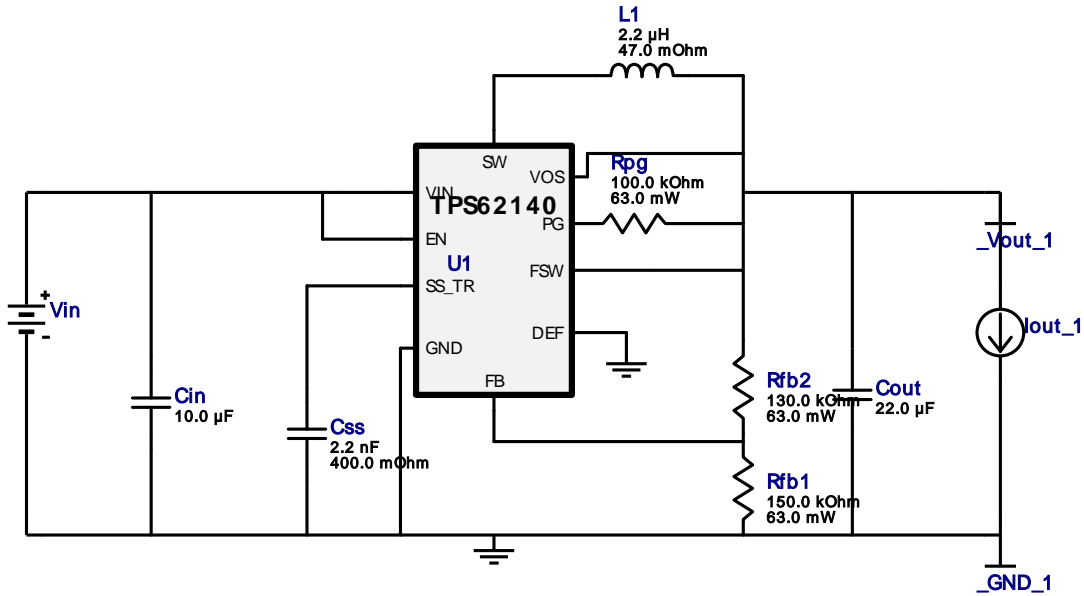 L1
2.2 µH
47.0 mOhm
SW
VOS
Rpg
100.0 kOhm
63.0 mW
VIN
TPS62140
PG
_Vout_1
EN
U1
FSW
SS_TR
+
Vin
-
Iout_1
DEF
GND
FB
Rfb2
130.0 kOhm
63.0 mW
Cin
10.0 µF
Cout
22.0 µF
Css
2.2 nF
400.0 mOhm
Rfb1
150.0 kOhm
63.0 mW
_GND_1